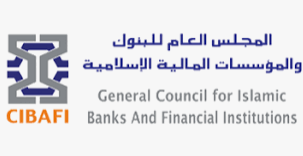 المجلس العام للبنوك
والمؤسسات المالية الإسلامية
General Council for Islamic
Banks And Financial Institutions
CIBAFI